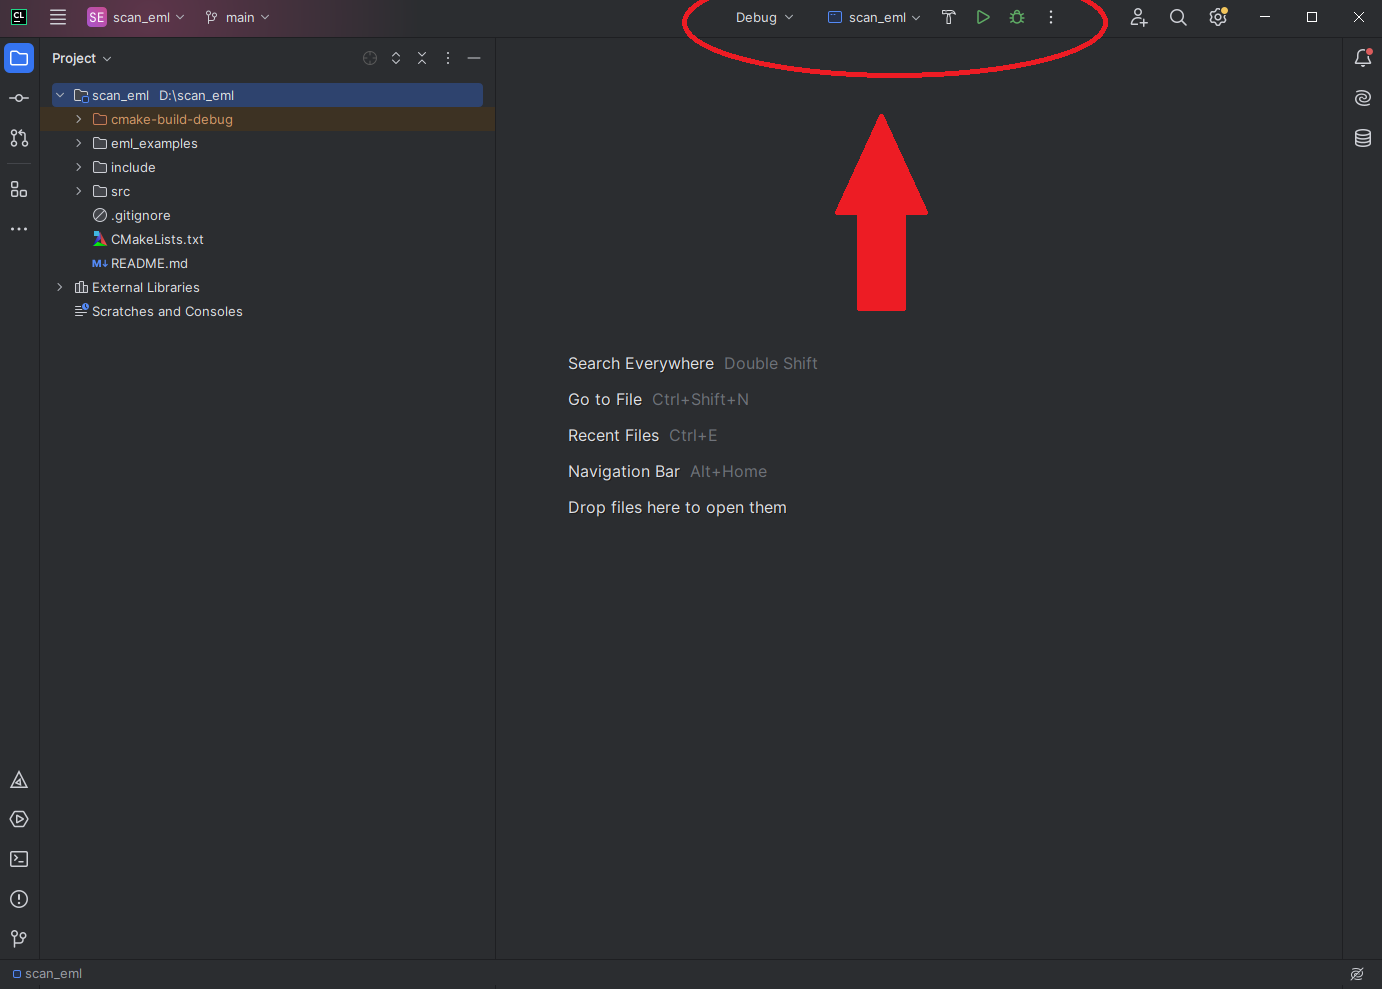 CL SE scan_eml main Debug scan_eml
Project
scan_eml D:\scan_eml
cmake-build-debug
eml_examples
include
src
.gitignore
CMakeLists.txt
M↓ README.md
External Libraries
Scratches and Consoles
Search Everywhere Double Shift
Go to File Ctrl+Shift+N
Recent Files Ctrl+E
Navigation Bar Alt+Home
Drop files here to open them
scan_eml